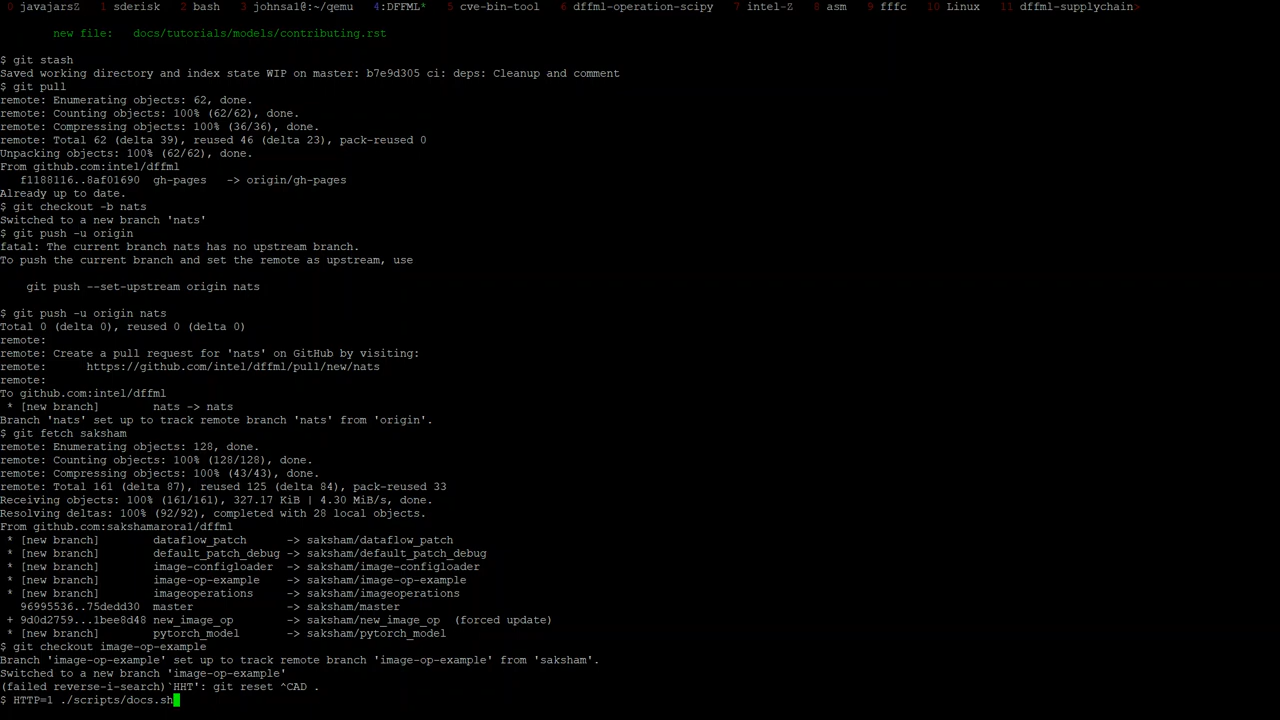 0 javajarsZ 1 sderisk 2 bash 3 johnsal@:~/qemu 4:DFFML* 5 cve-bin-tool 6 dffml-operation-scipy 7 intel-Z 8 asm 9 fffc 10 Linux 11 dffml-supplychain>
new file: docs/tutorials/models/contributing.rst
$ git stash
Saved working directory and index state WIP on master: b7e9d305 ci: deps: Cleanup and comment
$ git pull
remote: Enumerating objects: 62, done.
remote: Counting objects: 100% (62/62), done.
remote: Compressing objects: 100% (36/36), done.
remote: Total 62 (delta 39), reused 46 (delta 23), pack-reused 0
Unpacking objects: 100% (62/62), done.
From github.com:intel/dffml
f1188116..8af01690 gh-pages -> origin/gh-pages
Already up to date.
$ git checkout -b nats
Switched to a new branch 'nats'
$ git push -u origin
fatal: The current branch nats has no upstream branch.
To push the current branch and set the remote as upstream, use
git push --set-upstream origin nats
$ git push -u origin nats
Total 0 (delta 0), reused 0 (delta 0)
remote:
remote: Create a pull request for 'nats' on GitHub by visiting:
remote: https://github.com/intel/dffml/pull/new/nats
remote:
To github.com:intel/dffml
* [new branch] nats -> nats
Branch 'nats' set up to track remote branch 'nats' from 'origin'.
$ git fetch saksham
remote: Enumerating objects: 128, done.
remote: Counting objects: 100% (128/128), done.
remote: Compressing objects: 100% (43/43), done.
remote: Total 161 (delta 87), reused 125 (delta 84), pack-reused 33
Receiving objects: 100% (161/161), 327.17 KiB | 4.30 MiB/s, done.
Resolving deltas: 100% (92/92), completed with 28 local objects.
From github.com:sakshamarora1/dffml
* [new branch] dataflow_patch -> saksham/dataflow_patch
* [new branch] default_patch_debug -> saksham/default_patch_debug
* [new branch] image-configloader -> saksham/image-configloader
* [new branch] image-op-example -> saksham/image-op-example
* [new branch] imageoperations -> saksham/imageoperations
96995536..75dedd30 master -> saksham/master
+ 9d0d2759...1bee8d48 new_image_op -> saksham/new_image_op (forced update)
* [new branch] pytorch_model -> saksham/pytorch_model
$ git checkout image-op-example
Branch 'image-op-example' set up to track remote branch 'image-op-example' from 'saksham'.
Switched to a new branch 'image-op-example'
(failed reverse-i-search)`HHT': git reset ^CAD .
$ HTTP=1 ./scripts/docs.sh